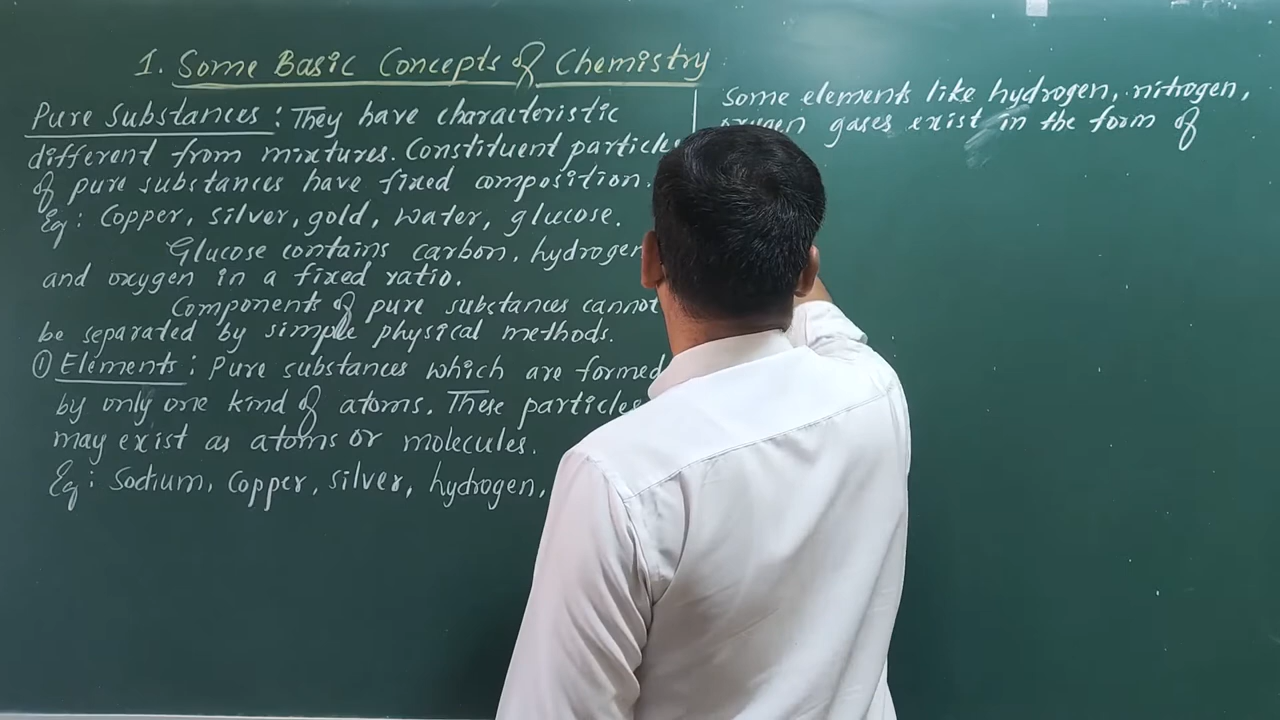 1. Some Basic Concepts of Chemistry
Pure Substances : They have characteristic
different from mixtures. Constituent particles
of pure substances have fixed composition.
Eg : Copper, silver, gold, water, glucose.
Glucose contains carbon, hydrogen
and oxygen in a fixed ratio.
Components of pure substances cannot
be separated by simple physical methods.
① Elements : Pure substances which are formed
by only one kind of atoms. These particles
may exist as atoms or molecules.
Eg : Sodium, Copper, silver, hydrogen,
Some elements like hydrogen, nitrogen,
oxygen gases exist in the form of